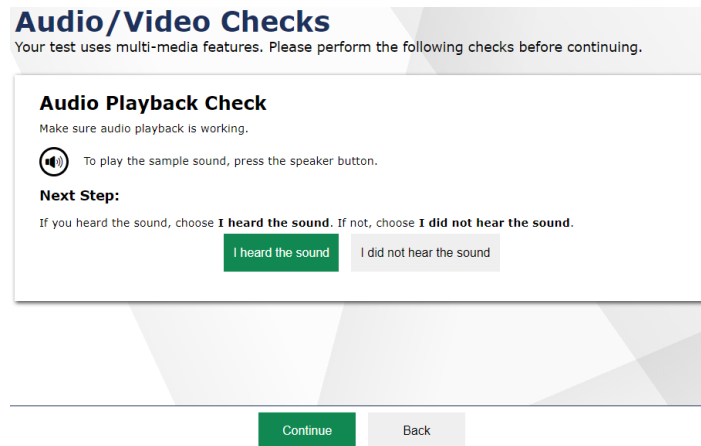 Audio/Video Checks
Your test uses multi-media features. Please perform the following checks before continuing.
Audio Playback Check
Make sure audio playback is working.
To play the sample sound, press the speaker button.
Next Step:
If you heard the sound, choose I heard the sound. If not, choose I did not hear the sound.
I heard the sound
I did not hear the sound
Continue
Back